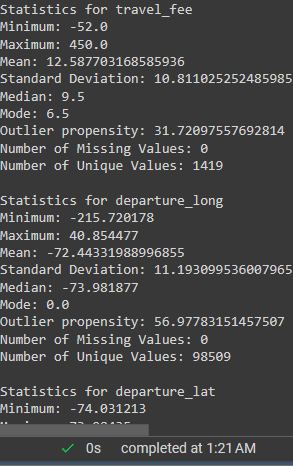 Statistics for travel_fee
Minimum: -52.0
Maximum: 450.0
Mean: 12.587703168585936
Standard Deviation: 10.811025252485985
Median: 9.5
Mode: 6.5
Outlier propensity: 31.72097557692814
Number of Missing Values: 0
Number of Unique Values: 1419
Statistics for departure_long
Minimum: -215.720178
Maximum: 40.854477
Mean: -72.44331988996855
Standard Deviation: 11.193099536007965
Median: -73.981877
Mode: 0.0
Outlier propensity: 56.97783151457507
Number of Missing Values: 0
Number of Unique Values: 98509
Statistics for departure_lat
Minimum: -74.031213
0s completed at 1:21 AM